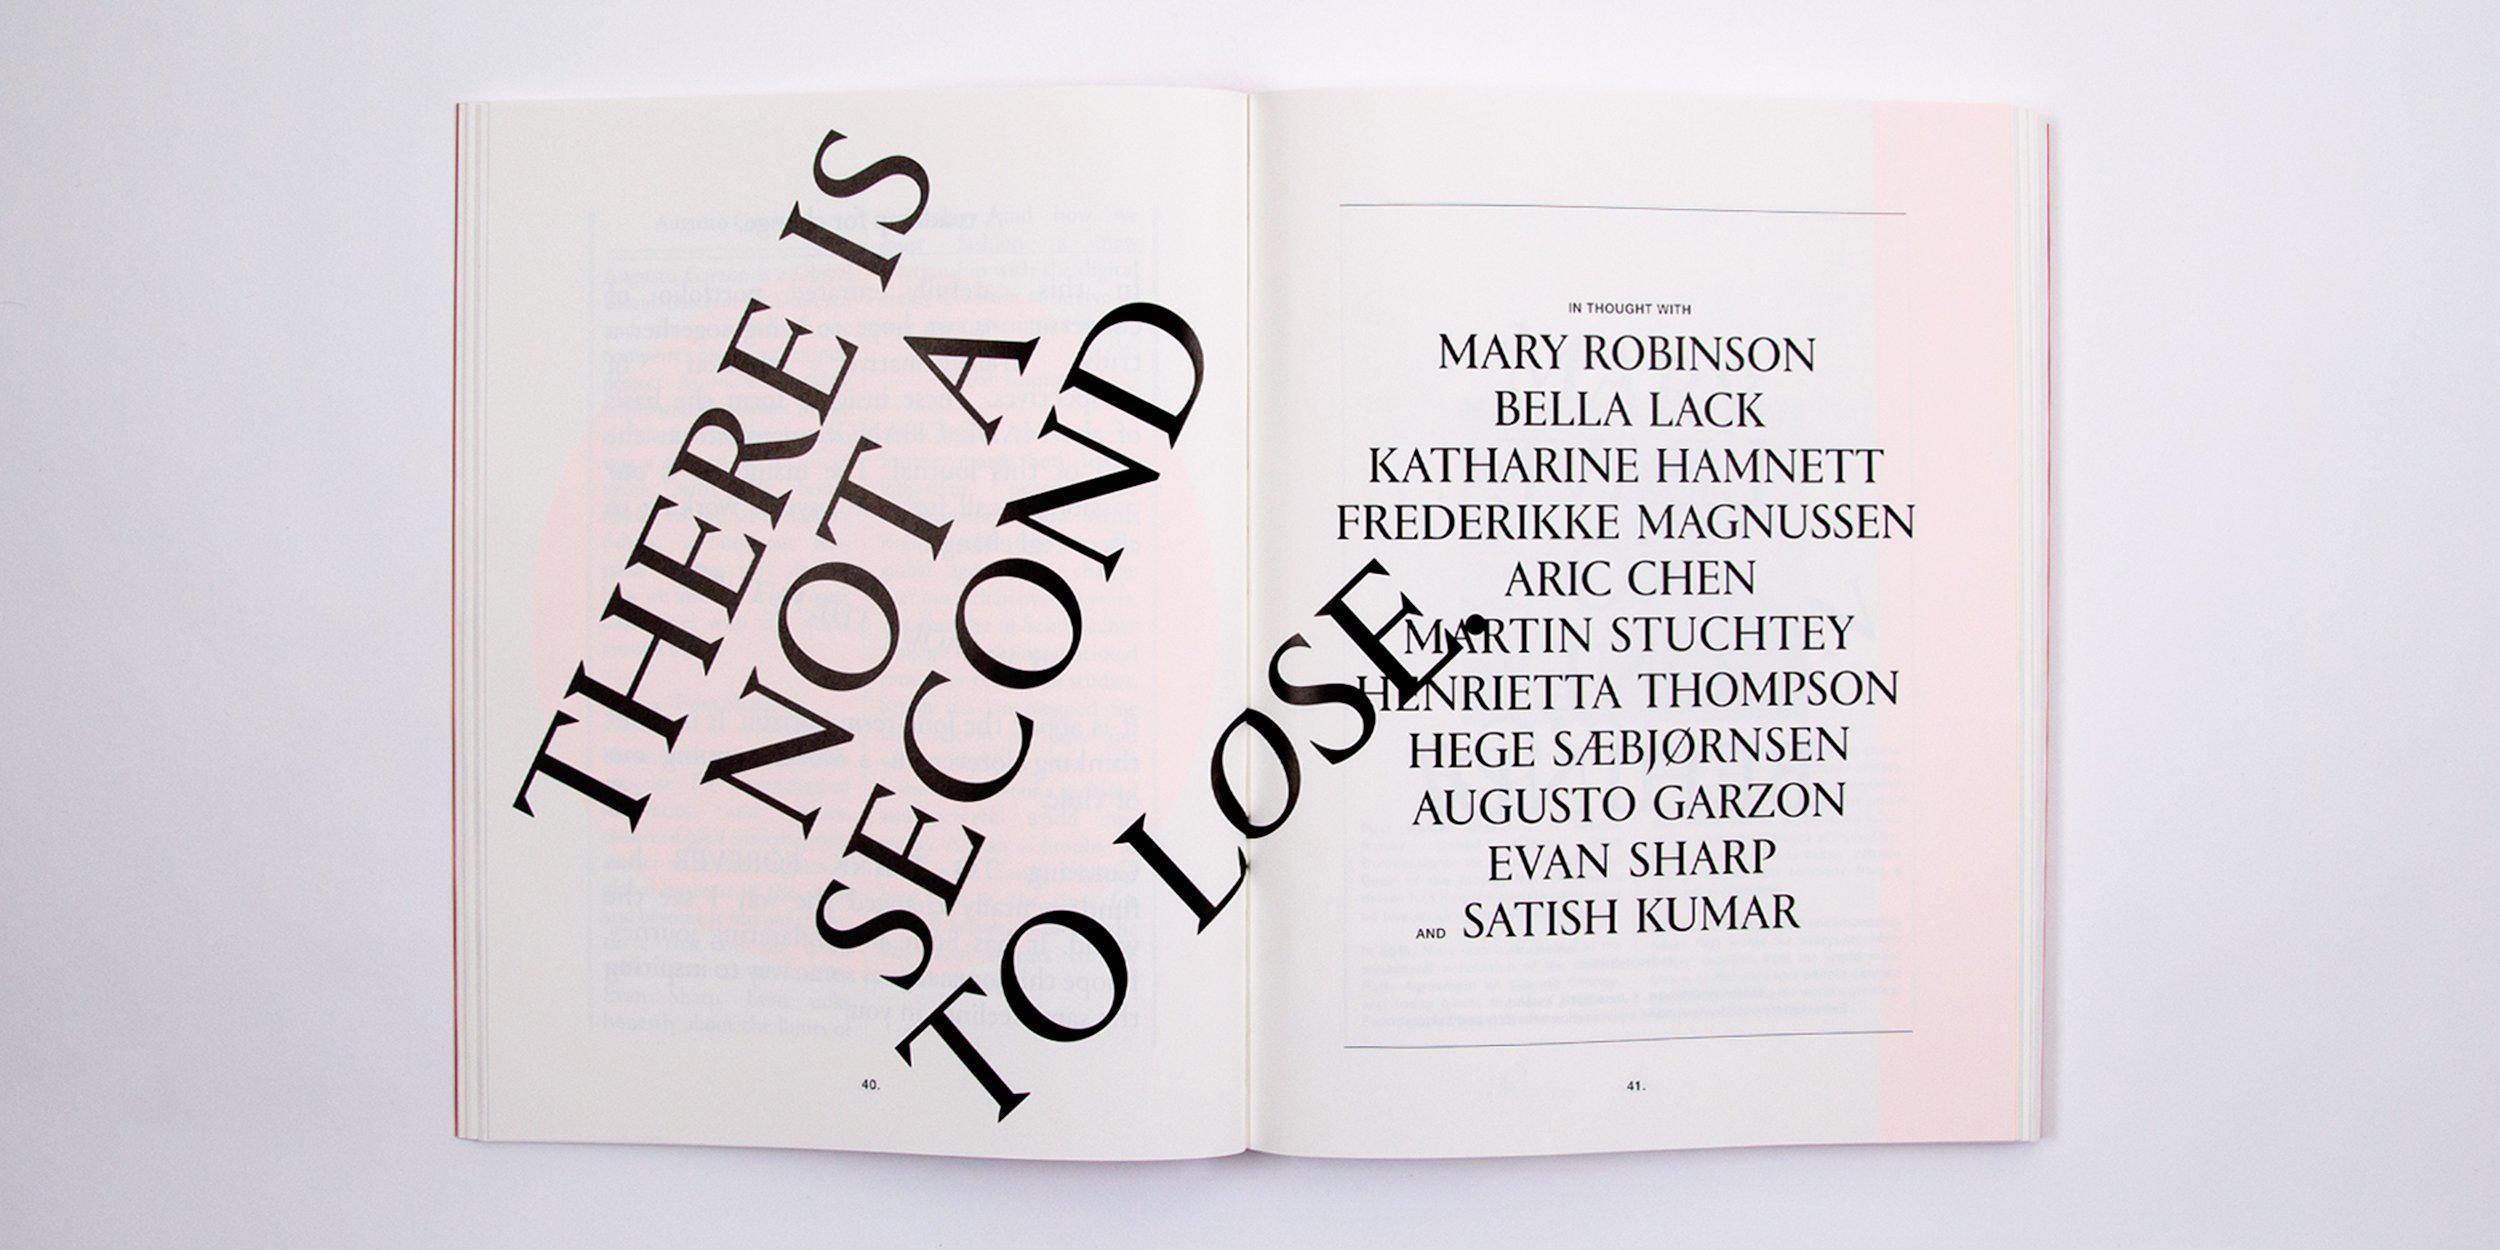 THERE IS
NOT A
SECOND
TO LOSE.
40.
IN THOUGHT WITH
MARY ROBINSON
BELLA LACK
KATHARINE HAMNETT
FREDERIKKE MAGNUSSEN
ARIC CHEN
MARTIN STUCHTEY
HENRIETTA THOMPSON
HEGE SÆBJØRNSEN
AUGUSTO GARZON
EVAN SHARP
AND SATISH KUMAR
41.